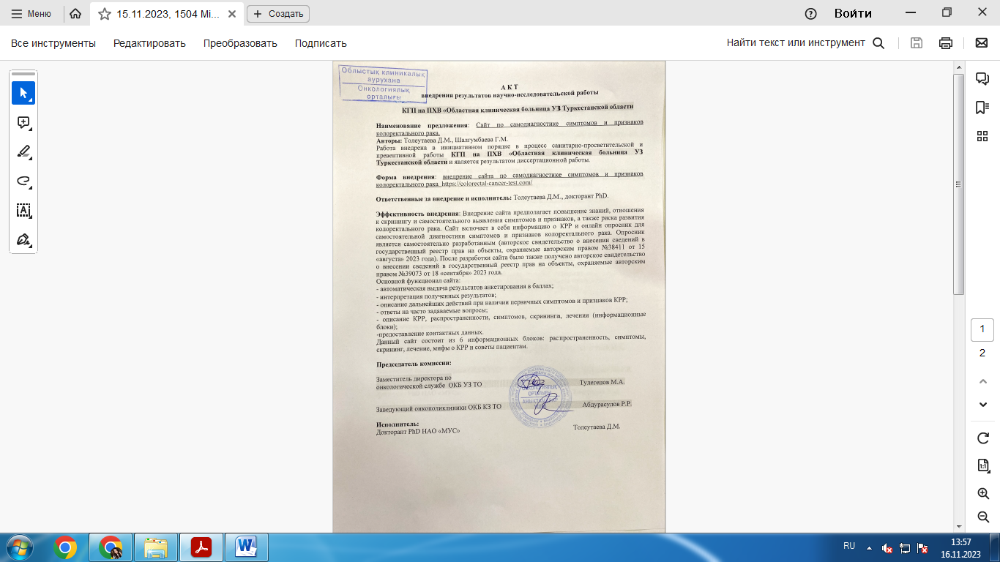 Меню
15.11.2023, 1504 Mi...
Создать
Войти
Все инструменты
Редактировать
Преобразовать
Подписать
Найти текст или инструмент
Облыстық клиникалық
аурухана
Онкологиялық
орталығы
А К Т
внедрения результатов научно-исследовательской работы
КГП на ПХВ «Областная клиническая больница УЗ Туркестанской области
Наименование предложения: Сайт по самодиагностике симптомов и признаков
колоректального рака.
Авторы: Толеутаева Д.М., Шалгумбаева Г.М.
Работа внедрена в инициативном порядке в процесс санитарно-просветительской и
превентивной работы КГП на ПХВ «Областная клиническая больница УЗ
Туркестанской области и является результатом диссертационной работы.
Форма внедрения: внедрение сайта по самодиагностике симптомов и признаков
колоректального рака https://colorectal-cancer-test.com/
Ответственные за внедрение и исполнитель: Толеутаева Д.М., докторант PhD.
Эффективность внедрения: Внедрение сайта предполагает повышение знаний, отношения
к скринингу и самостоятельного выявления симптомов и признаков, а также риска развития
колоректального рака. Сайт включает в себя информацию о КРР и онлайн опросник для
самостоятельной диагностики симптомов и признаков колоректального рака. Опросник
является самостоятельно разработанным (авторское свидетельство о внесении сведений в
государственный реестр прав на объекты, охраняемые авторским правом №38411 от 15
«августа» 2023 года). После разработки сайта было также получено авторское свидетельство
о внесении сведений в государственный реестр прав на объекты, охраняемые авторским
правом №39073 от 18 «сентября» 2023 года.
Основной функционал сайта:
- автоматическая выдача результатов анкетирования в баллах;
- интерпретация полученных результатов;
- описание дальнейших действий при наличии первичных симптомов и признаков КРР;
- ответы на часто задаваемые вопросы;
- описание КРР, распространенности, симптомов, скрининга, лечения (информационные
блоки);
-предоставление контактных данных.
Данный сайт состоит из 6 информационных блоков: распространенность, симптомы,
скрининг, лечение, мифы о КРР и советы пациентам.
Председатель комиссии:
Заместитель директора по
онкологической службе ОКБ УЗ ТО Тулегенов М.А.
ОРТАЛЫҒЫ
Заведующий онкополиклиники ОКБ КЗ ТО Абдурасулов Р.Р.
Исполнитель:
Докторант PhD НАО «МУС» Толеутаева Д.М.
1
2
1:1
RU
13:57
16.11.2023